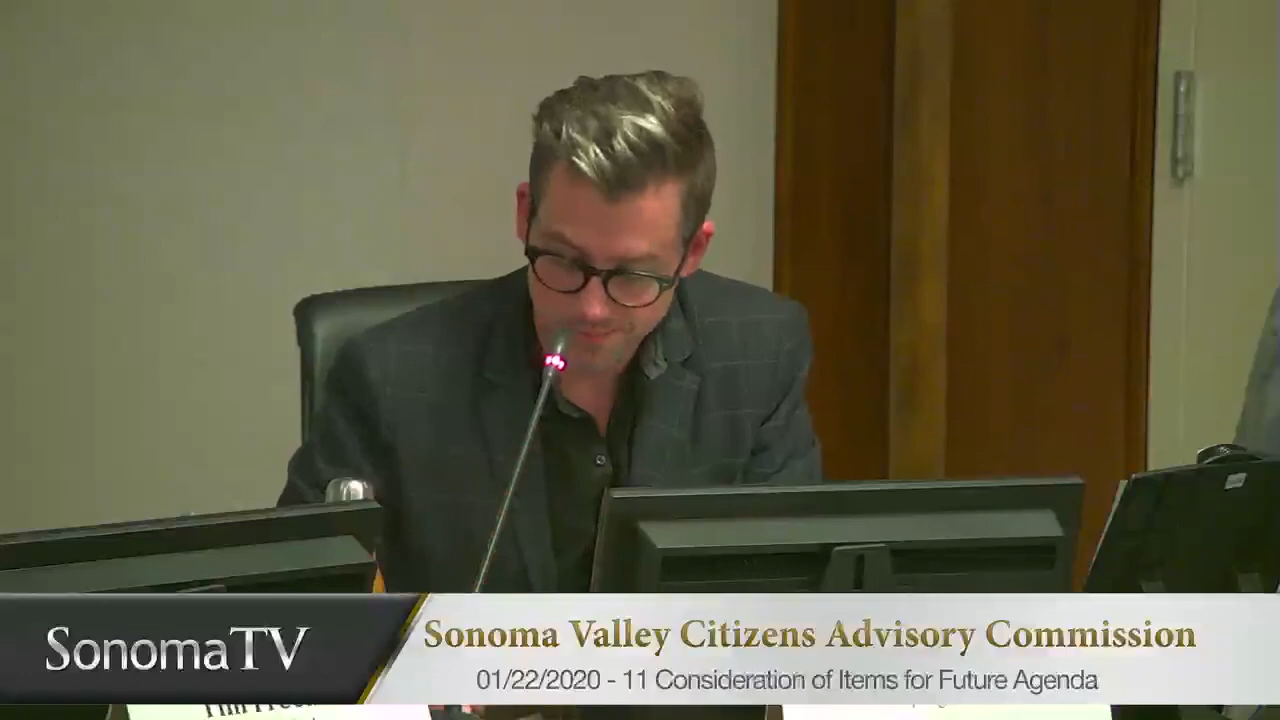 SonomaTV
Sonoma Valley Citizens Advisory Commission
01/22/2020 - 11 Consideration of Items for Future Agenda